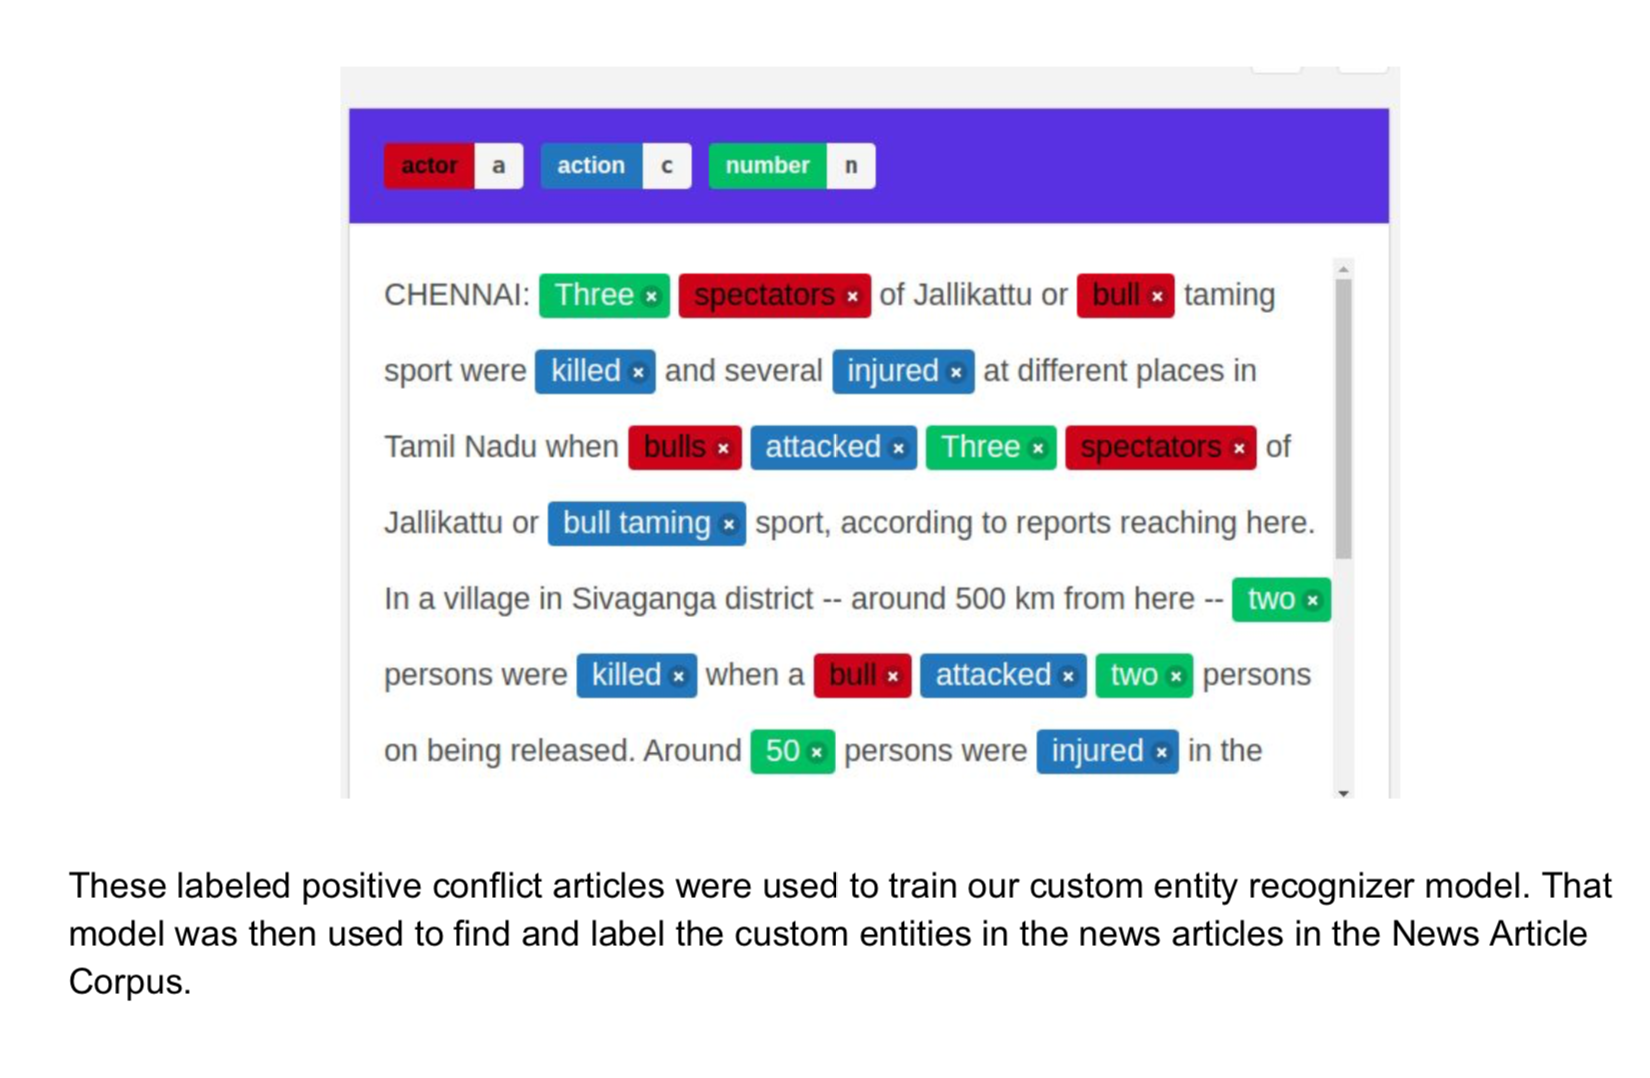 actor a action c number n
CHENNAI: Three × spectators × of Jallikattu or bull × taming
sport were killed × and several injured × at different places in
Tamil Nadu when bulls × attacked × Three × spectators × of
Jallikattu or bull taming × sport, according to reports reaching here.
In a village in Sivaganga district -- around 500 km from here -- two ×
persons were killed × when a bull × attacked × two × persons
on being released. Around 50 × persons were injured × in the
These labeled positive conflict articles were used to train our custom entity recognizer model. That
model was then used to find and label the custom entities in the news articles in the News Article
Corpus.